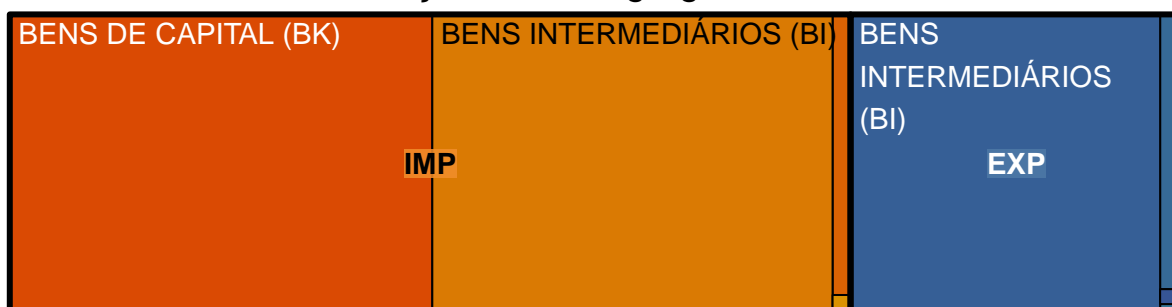 BENS DE CAPITAL (BK)
BENS INTERMEDIÁRIOS (BI)
BENS
INTERMEDIÁRIOS
(BI)
IMP
EXP